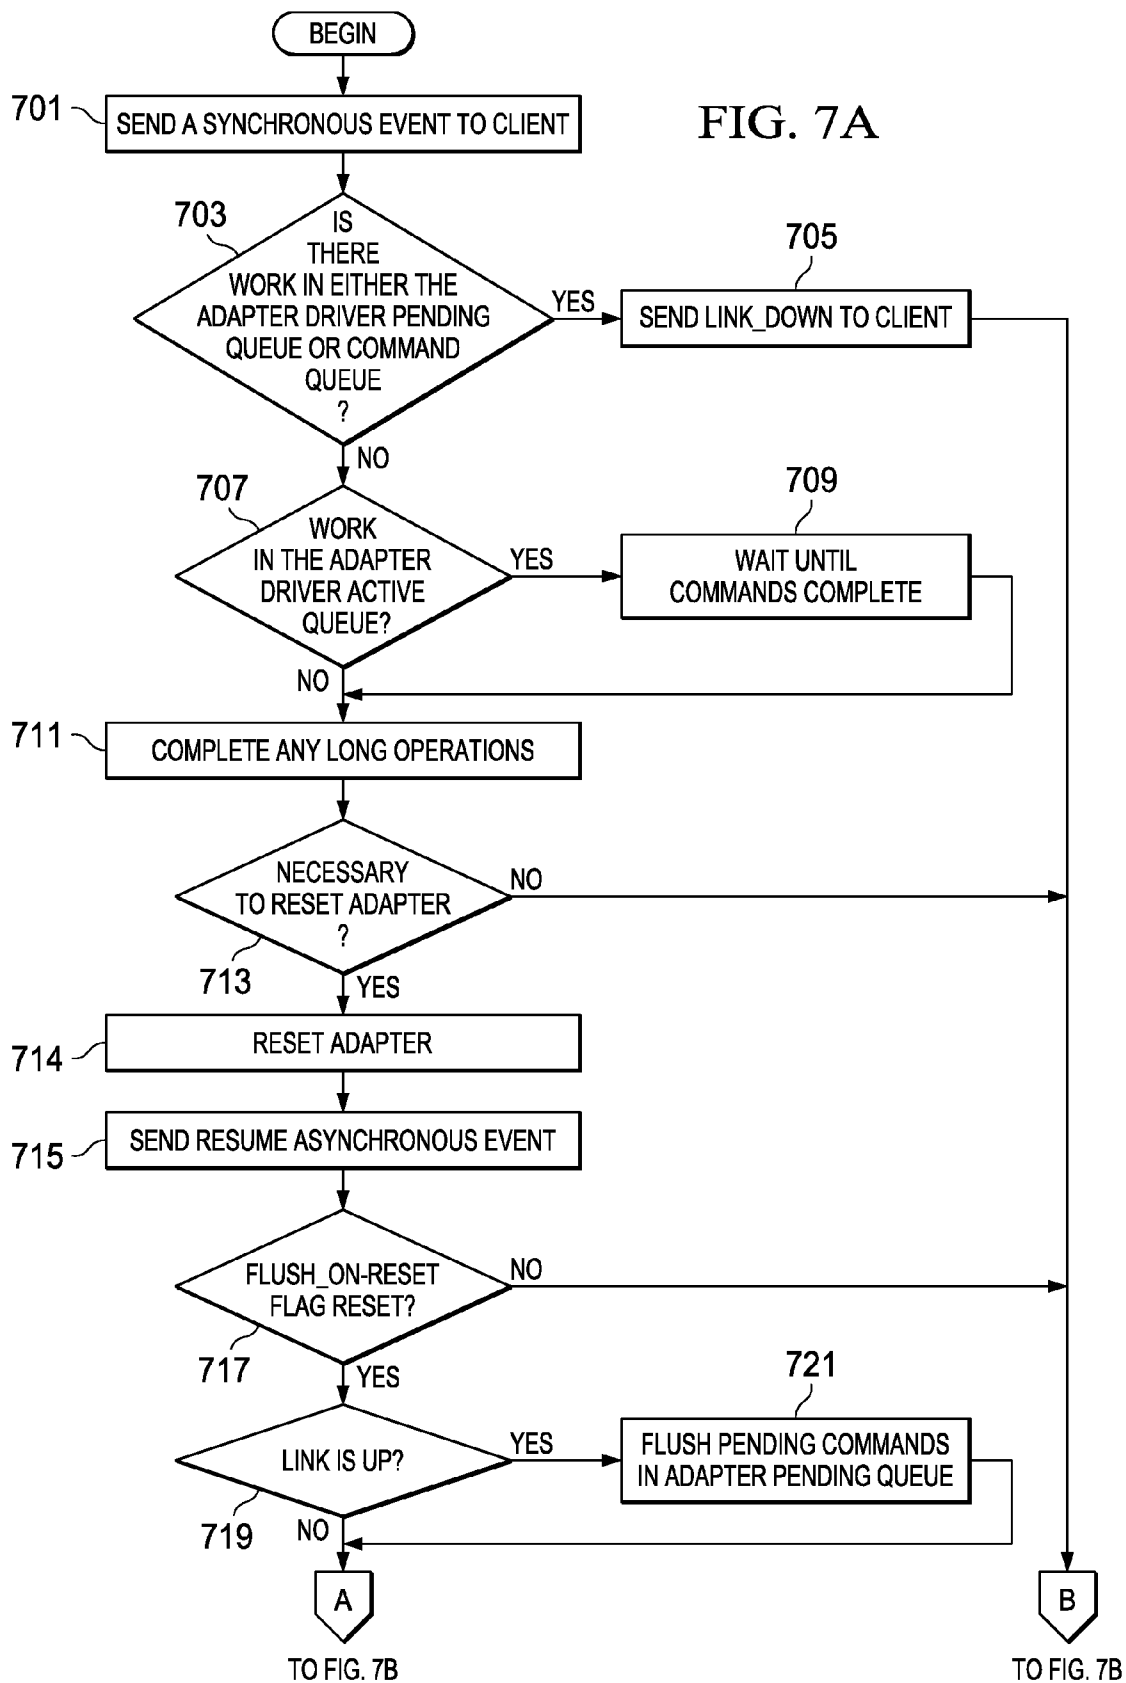 BEGIN
701
SEND A SYNCHRONOUS EVENT TO CLIENT
FIG. 7A
703
IS
THERE
WORK IN EITHER THE
ADAPTER DRIVER PENDING
QUEUE OR COMMAND
QUEUE
?
YES
705
SEND LINK_DOWN TO CLIENT
NO
707
WORK
IN THE ADAPTER
DRIVER ACTIVE
QUEUE?
YES
709
WAIT UNTIL
COMMANDS COMPLETE
NO
711
COMPLETE ANY LONG OPERATIONS
NECESSARY
TO RESET ADAPTER
?
NO
713
YES
714
RESET ADAPTER
715
SEND RESUME ASYNCHRONOUS EVENT
FLUSH_ON-RESET
FLAG RESET?
NO
717
YES
LINK IS UP?
YES
721
FLUSH PENDING COMMANDS
IN ADAPTER PENDING QUEUE
719
NO
A
TO FIG. 7B
B
TO FIG. 7B